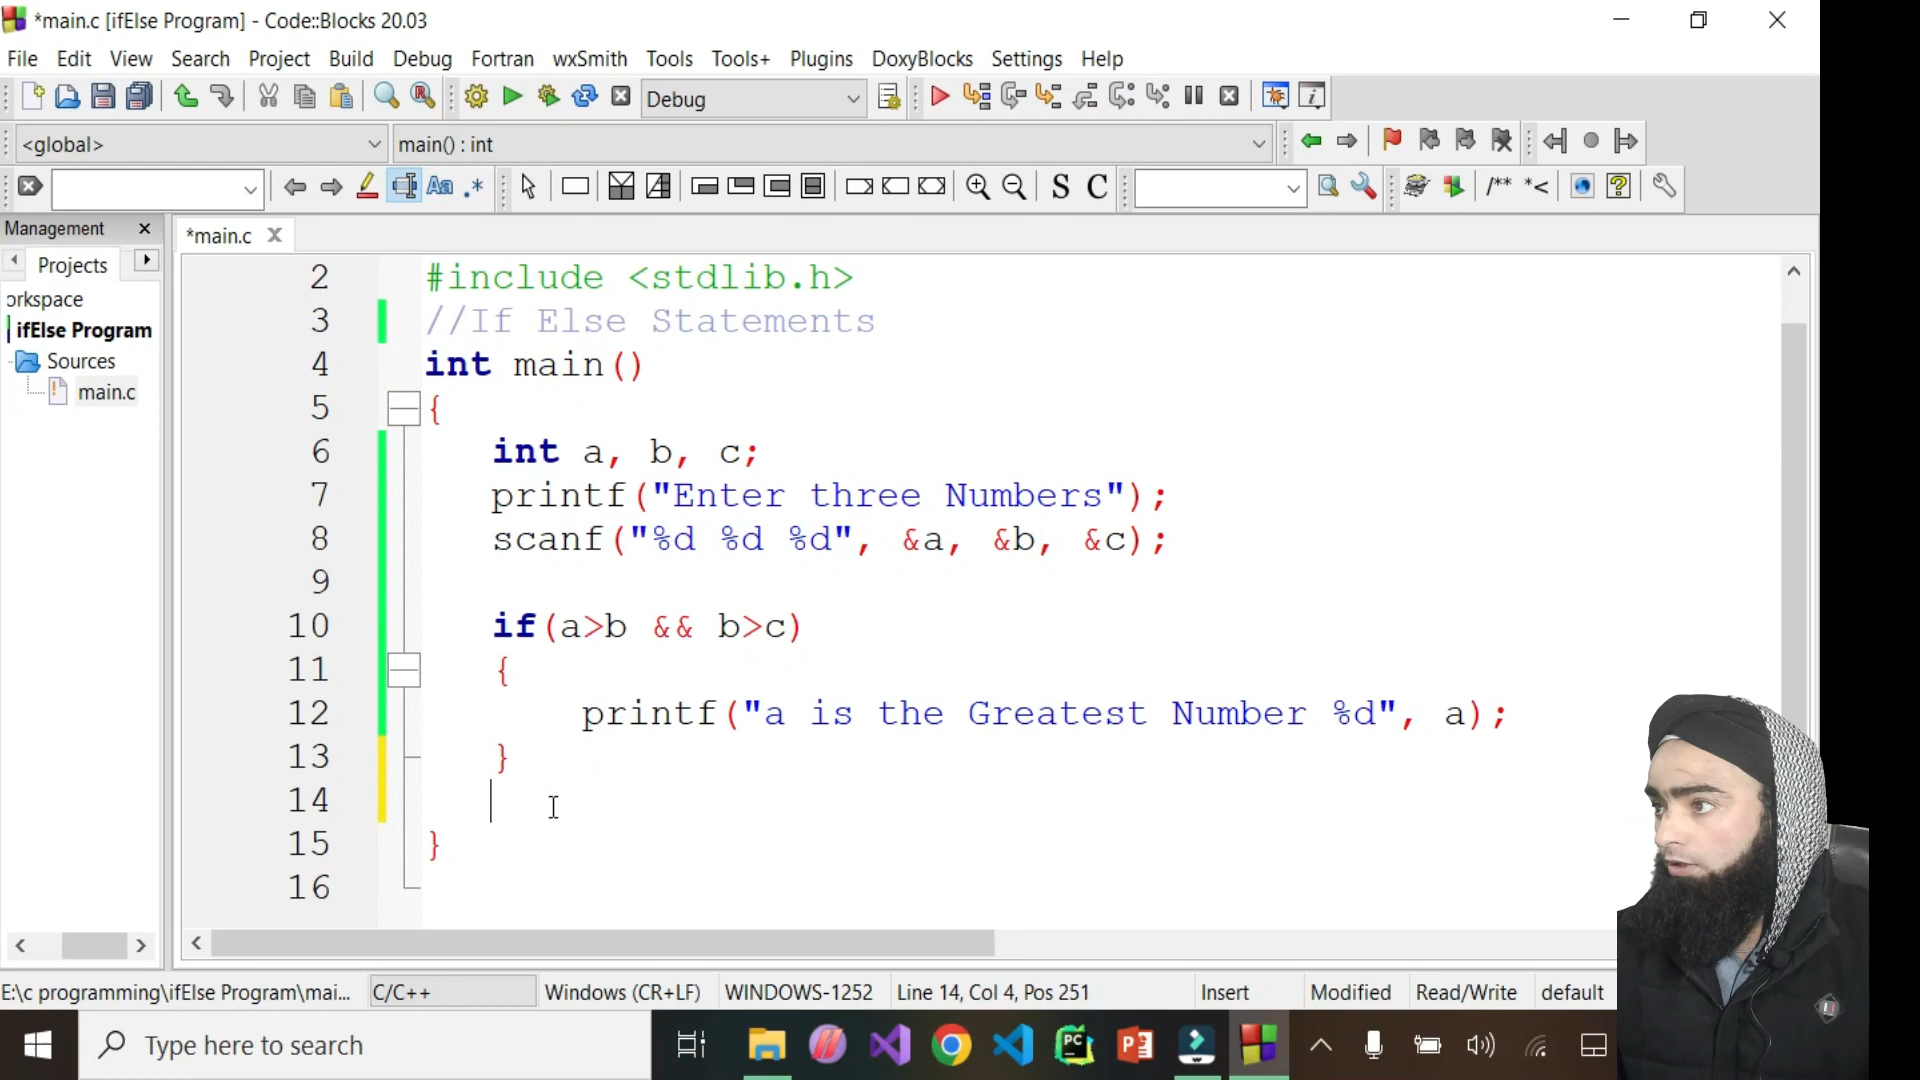 *main.c [ifElse Program] - Code::Blocks 20.03
File Edit View Search Project Build Debug Fortran wxSmith Tools Tools+ Plugins DoxyBlocks Settings Help
Debug
<global> main() : int
Aa .* S C /** *<
Management
*main.c
Projects
orkspace
ifElse Program
Sources
main.c
2 #include <stdlib.h>
3 //If Else Statements
4 int main()
5 {
6 int a, b, c;
7 printf("Enter three Numbers");
8 scanf("%d %d %d", &a, &b, &c);
9
10 if(a>b && b>c)
11 {
12 printf("a is the Greatest Number %d", a);
13 }
14
15 }
16
E:\c programming\ifElse Program\mai... C/C++ Windows (CR+LF) WINDOWS-1252 Line 14, Col 4, Pos 251 Insert Modified Read/Write default
Type here to search